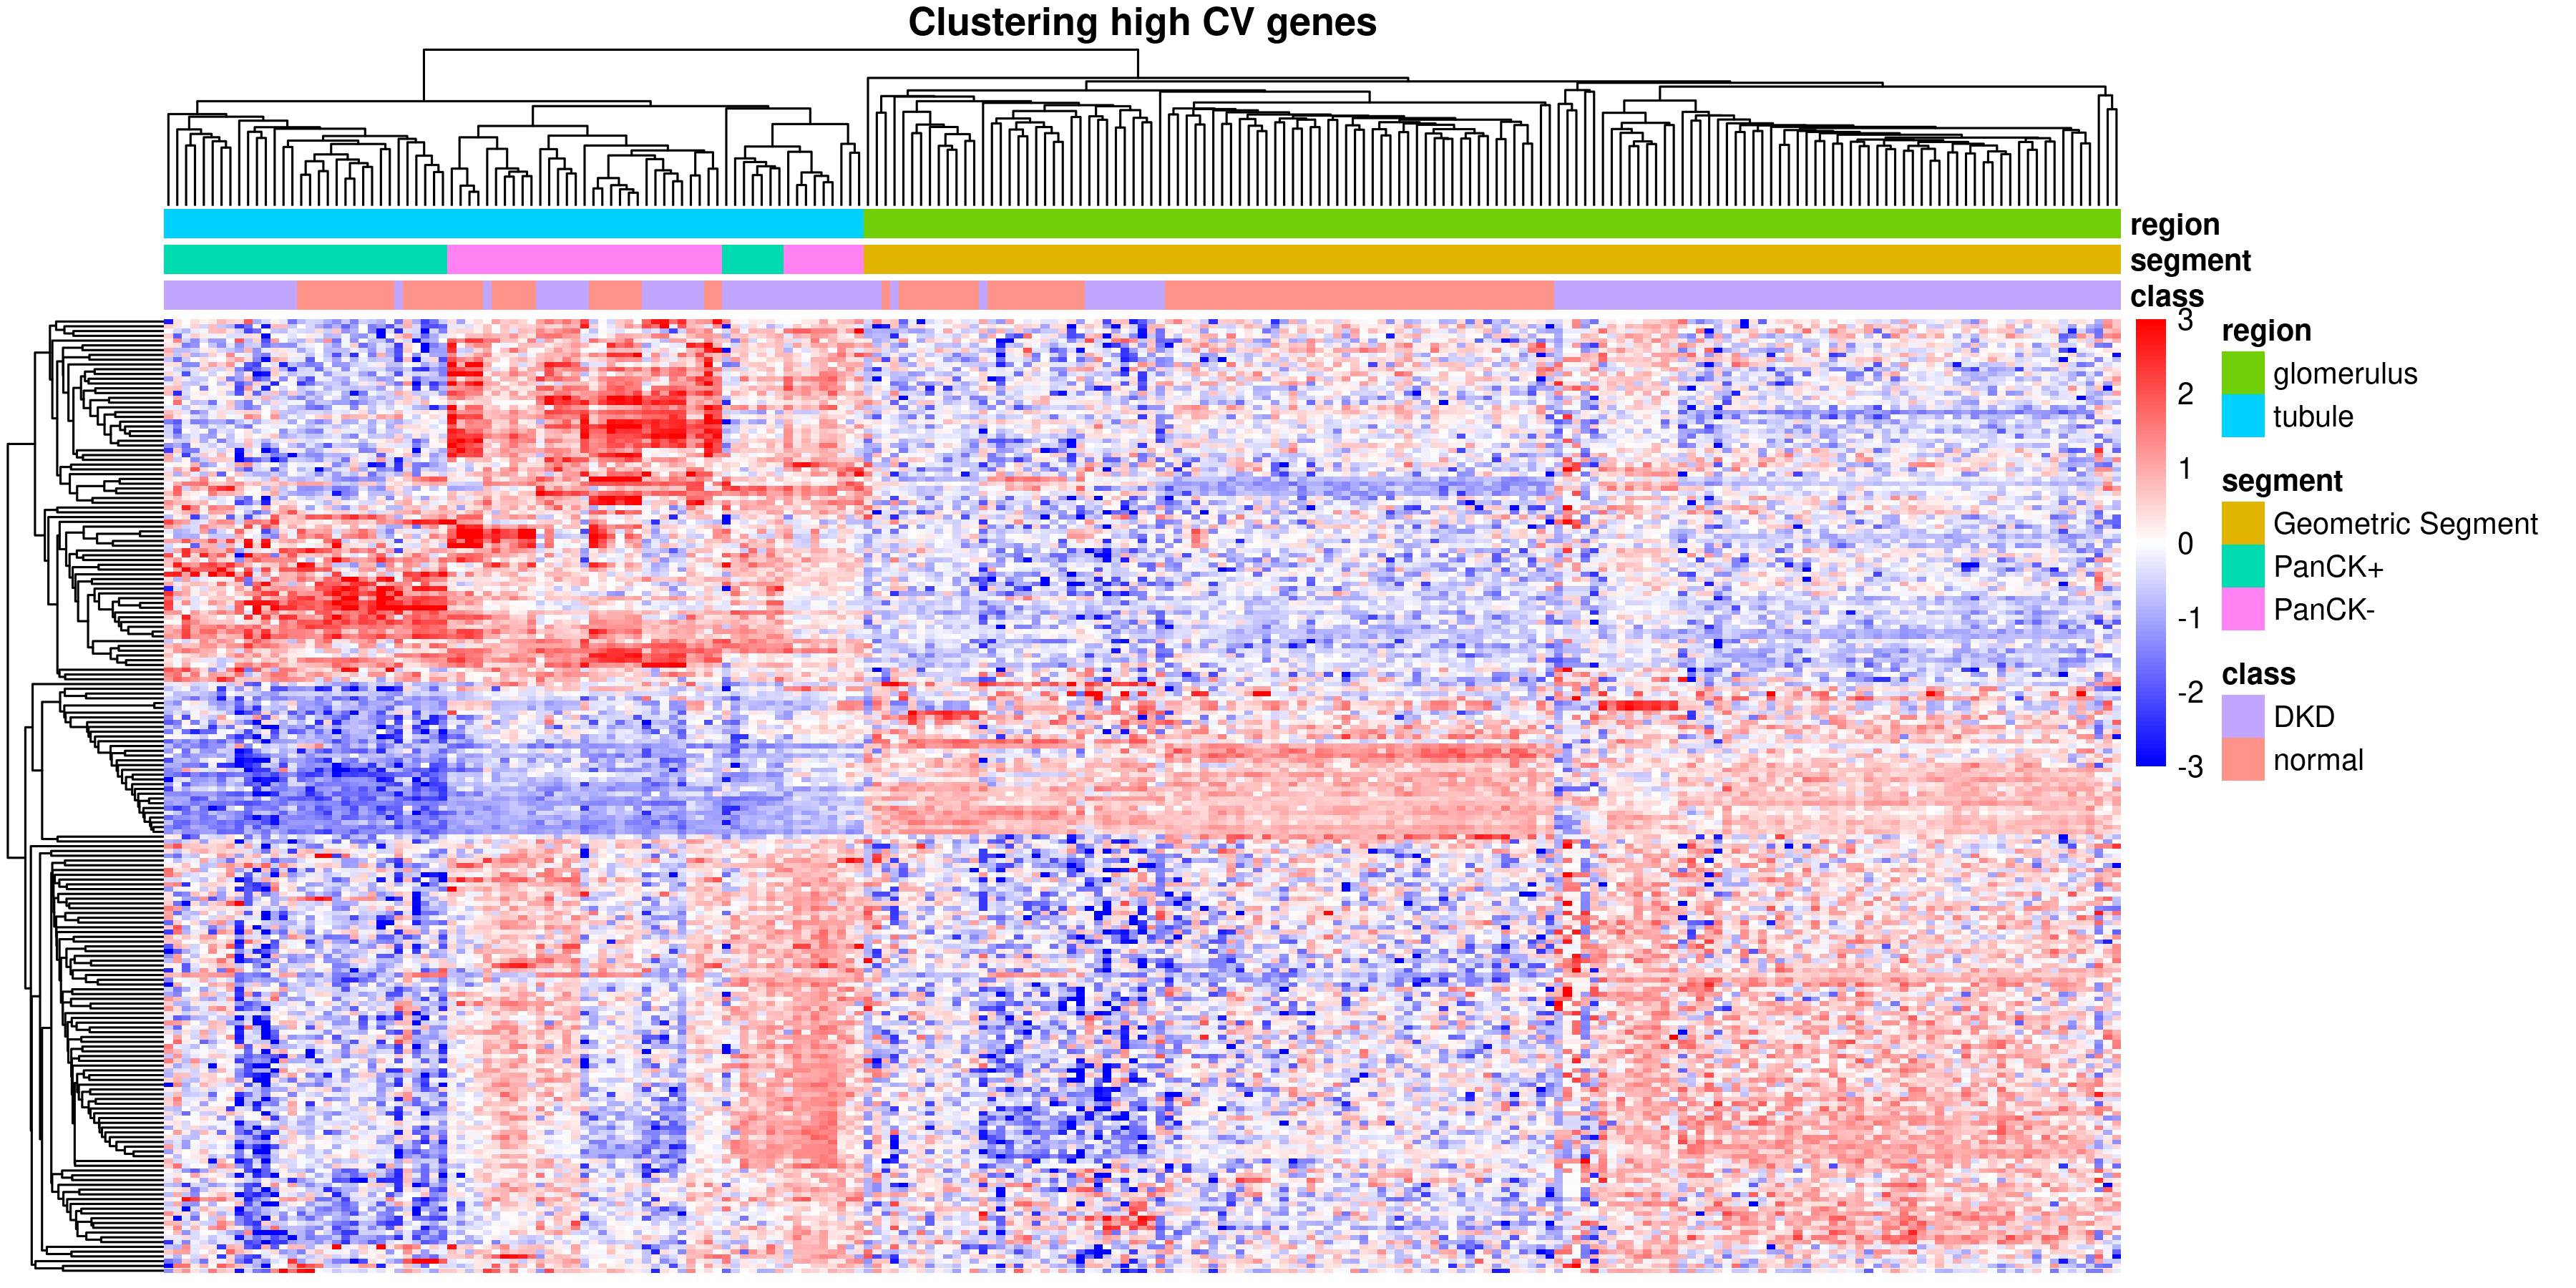 Clustering high CV genes
region
segment
class
3
2
1
0
-1
-2
-3
region
glomerulus
tubule
segment
Geometric Segment
PanCK+
PanCK-
class
DKD
normal